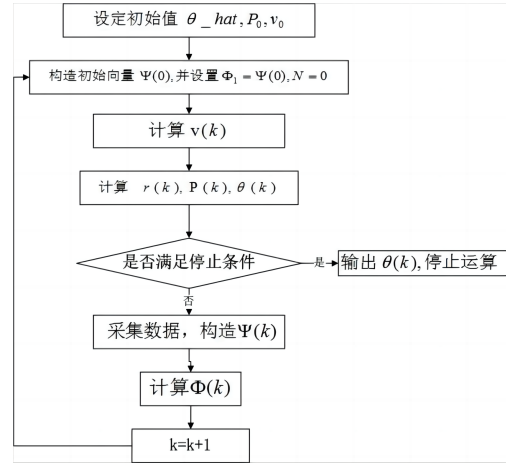 设定初始值 θ_hat, P₀, v₀
构造初始向量 Ψ(0),并设置 Φ₁ = Ψ(0), N = 0
计算 v(k)
计算 r(k), P(k), θ(k)
是否满足停止条件
是
输出 θ(k), 停止运算
否
采集数据，构造Ψ(k)
计算Φ(k)
k=k+1